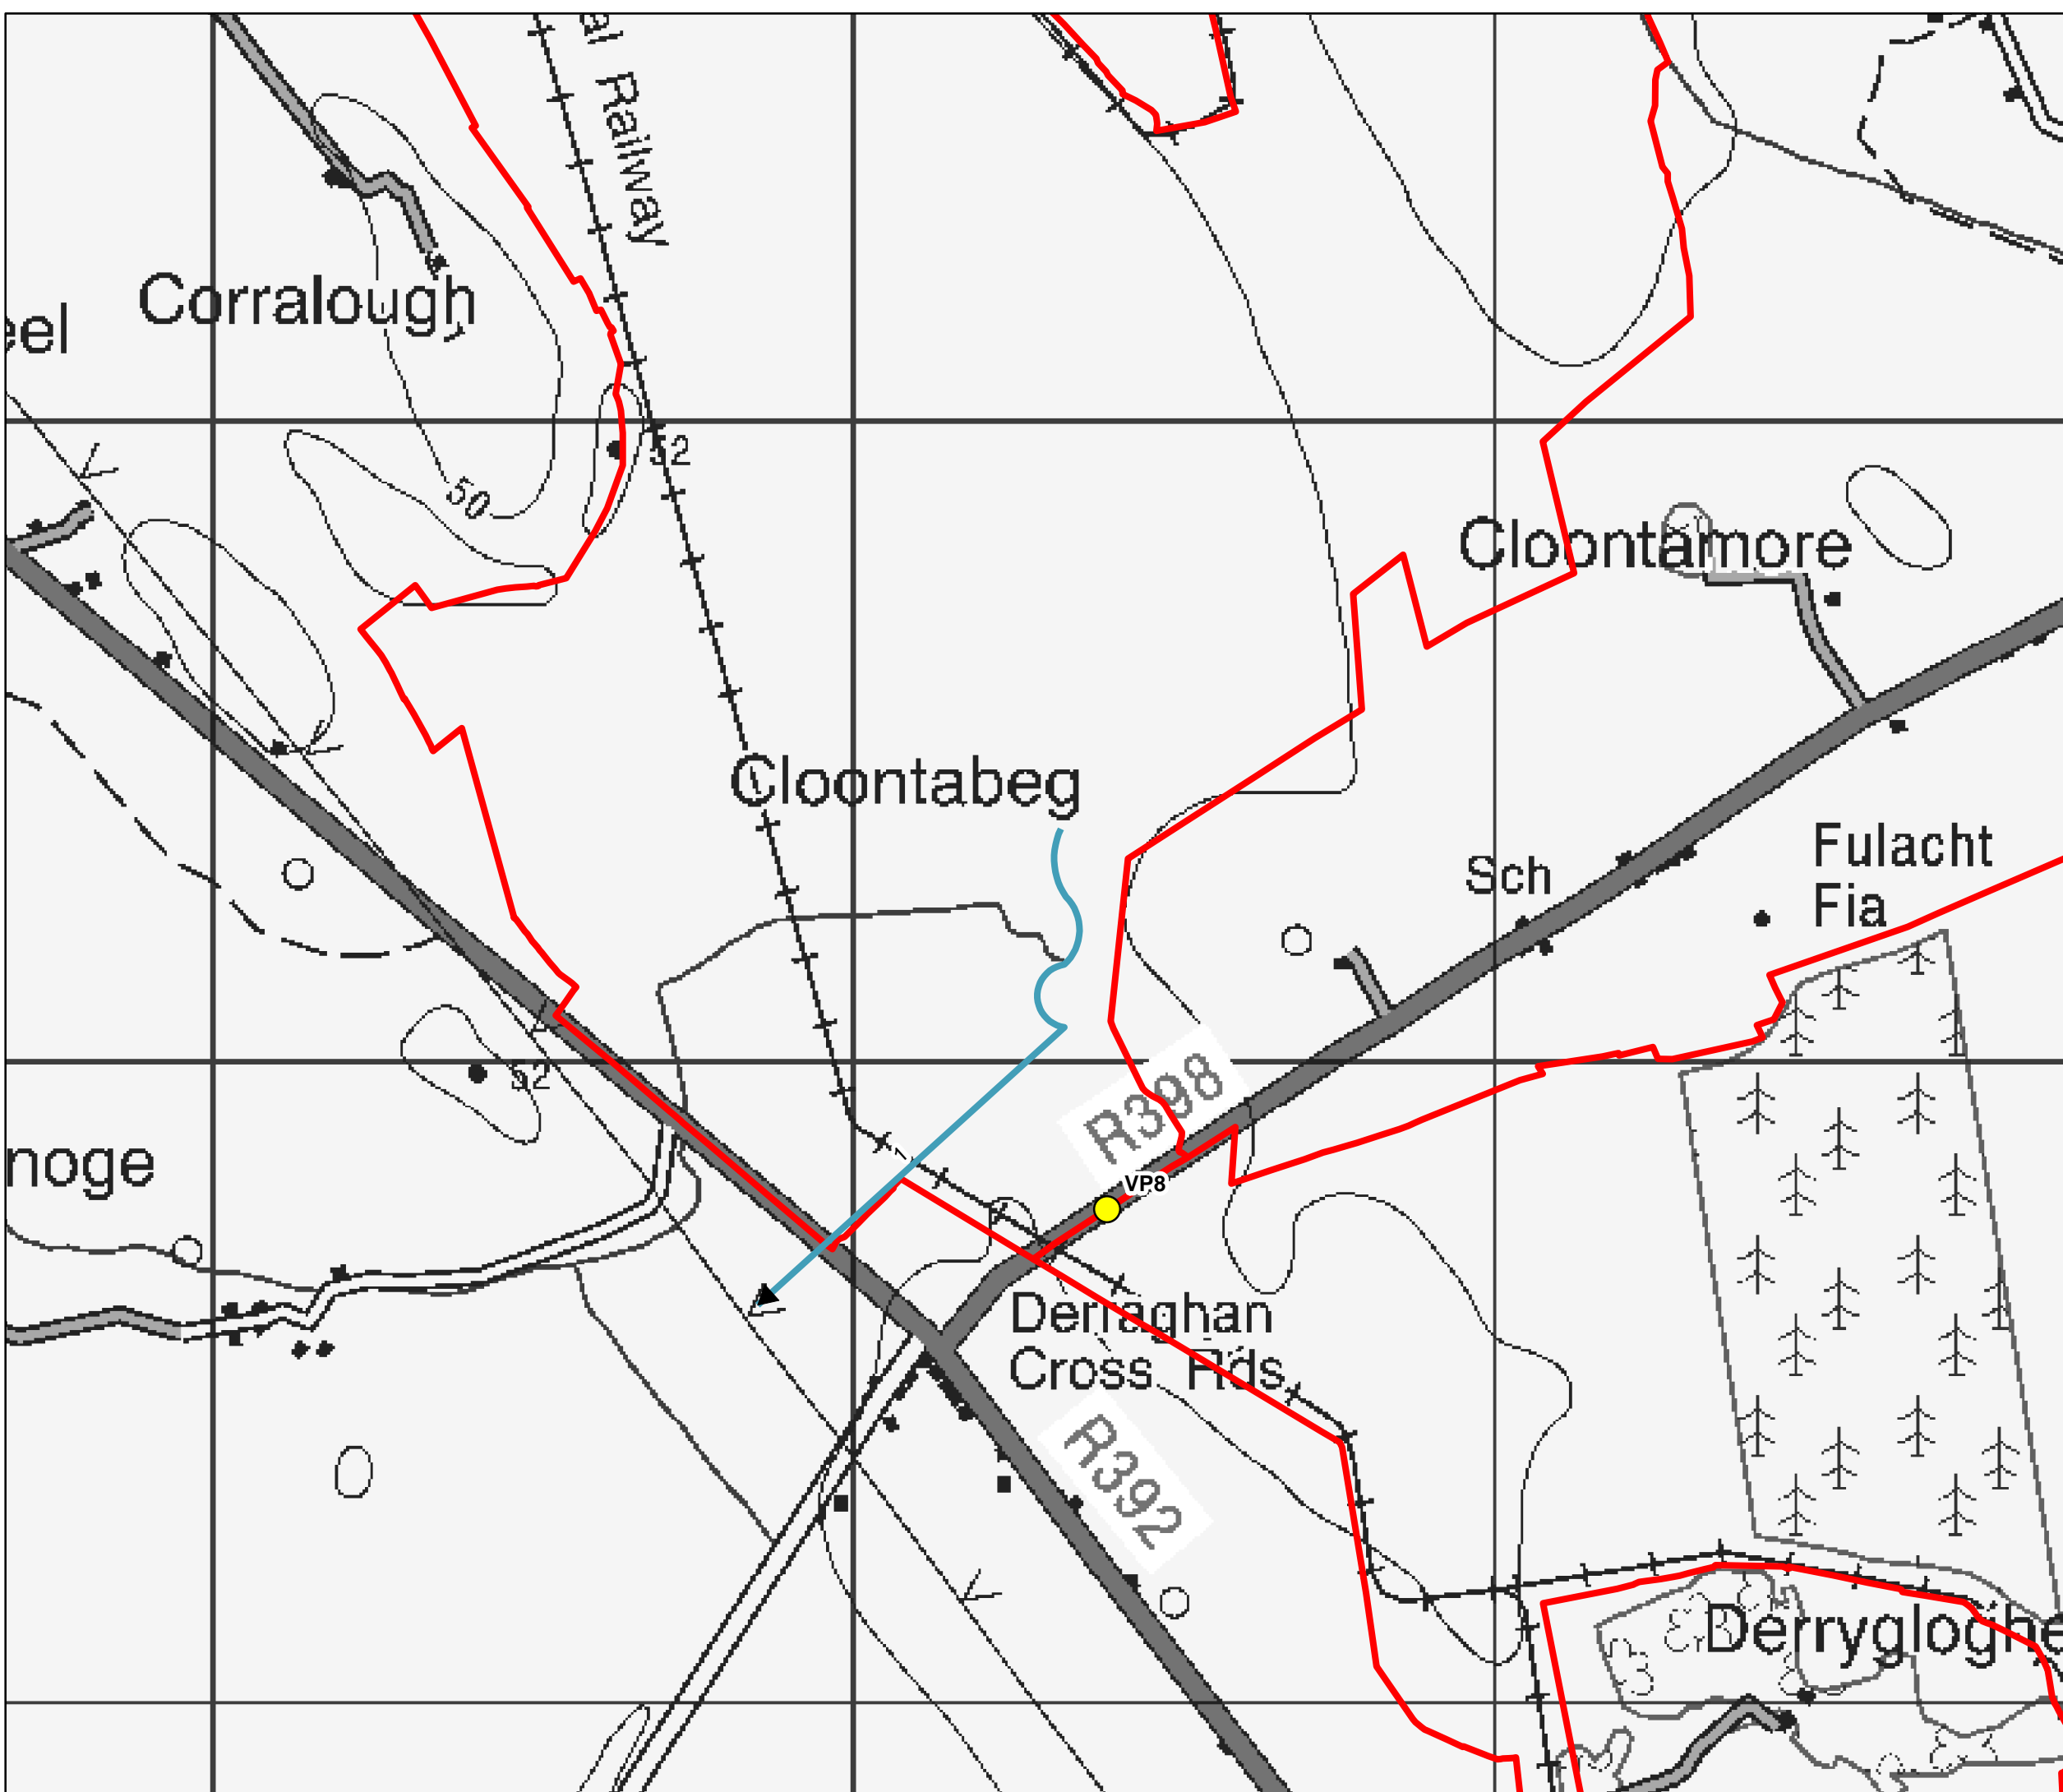 al Railway
Corralough
eel
52
50
Cloontamore
Cloontabeg
Sch
Fulacht
Fia
52
R398
noge
VP8
Derraghan
Cross Rds
R392
Derrygloghe